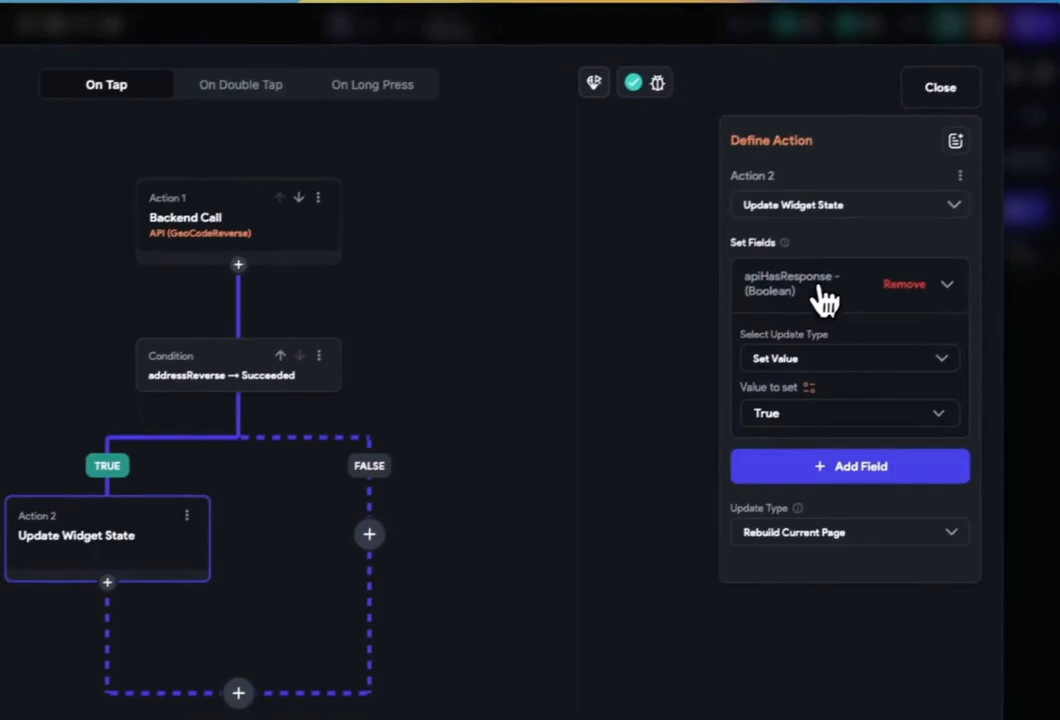 On Tap
On Double Tap
On Long Press
Close
Define Action
Action 2
Update Widget State
Set Fields
apiHasResponse -
(Boolean)
Remove
Select Update Type
Set Value
Value to set
True
+ Add Field
Update Type
Rebuild Current Page
Action 1
Backend Call
API (GeoCodeReverse)
Condition
addressReverse → Succeeded
TRUE
FALSE
Action 2
Update Widget State